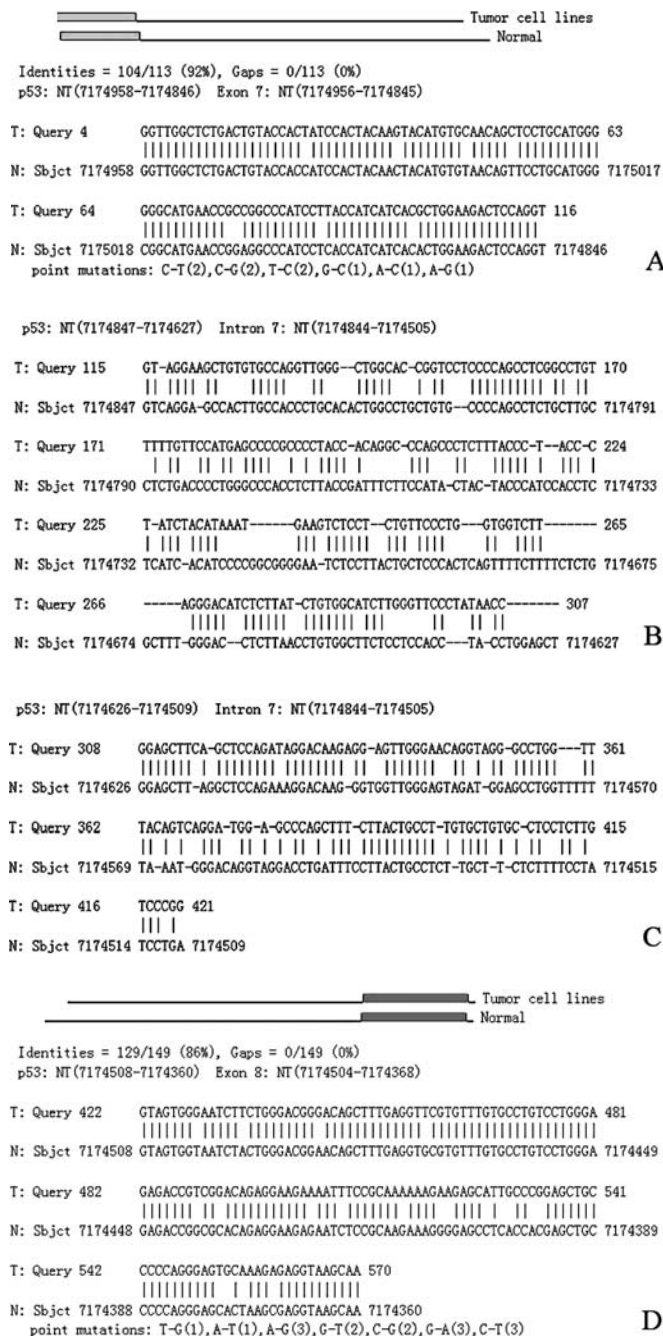 Tumor cell lines
Normal
Identities = 104/113 (92%), Gaps = 0/113 (0%)
p53: NT(7174958-7174846) Exon 7: NT(7174956-7174845)
T: Query 4 GGTTGGCTCTGACTGTACCACTATCCACTACAAGTACATGTGCAACAGCTCCTGCATGGG 63
N: Sbjct 7174958 GGTTGGCTCTGACTGTACCACCATCCACTACAACTACATGTGTAACAGTTCCTGCATGGG 7175017
T: Query 64 GGGCATGAACCGCCGGCCCATCCTTACCATCATCACGCTGGAAGACTCCAGGT 116
N: Sbjct 7175018 CGGCATGAACCGGAGGCCCATCCTCACCATCATCACACTGGAAGACTCCAGGT 7174846
point mutations: C-T(2),C-G(2),T-C(2),G-C(1),A-C(1),A-G(1)
A
p53: NT(7174847-7174627) Intron 7: NT(7174844-7174505)
T: Query 115 GT-AGGAAGCTGTGTGCCAGGTTGGG--CTGGCAC-CGGTCCTCCCCAGCCTCGGCCTGT 170
N: Sbjct 7174847 GTCAGGA-GCCACTTGCCACCCTGCACACTGGCCTGCTGTG--CCCCAGCCTCTGCTTGC 7174791
T: Query 171 TTTTGTTCCATGAGCCCCGCCCCTACC-ACAGGC-CCAGCCCTCTTTACCC-T--ACC-C 224
N: Sbjct 7174790 CTCTGACCCCTGGGCCCACCTCTTACCGATTTCTTCCATA-CTAC-TACCCATCCACCTC 7174733
T: Query 225 T-ATCTACATAAAT------GAAGTCTCCT--CTGTTCCCTG---GTGGTCTT------- 265
N: Sbjct 7174732 TCATC-ACATCCCCGGCGGGGAA-TCTCCTTACTGCTCCCACTCAGTTTTCTTTTCTCTG 7174675
T: Query 266 -----AGGGACATCTCTTAT-CTGTGGCATCTTGGGTTCCCTATAACC------- 307
N: Sbjct 7174674 GCTTT-GGGAC--CTCTTAACCTGTGGCTTCTCCTCCACC---TA-CCTGGAGCT 7174627
B
p53: NT(7174626-7174509) Intron 7: NT(7174844-7174505)
T: Query 308 GGAGCTTCA-GCTCCAGATAGGACAAGAGG-AGTTGGGAACAGGTAGG-GCCTGG---TT 361
N: Sbjct 7174626 GGAGCTT-AGGCTCCAGAAAGGACAAG-GGTGGTTGGGAGTAGAT-GGAGCCTGGTTTTT 7174570
T: Query 362 TACAGTCAGGA-TGG-A-GCCCAGCTTTC-TTACTGCCT-TGTGCTGTGC-CTCCTCTTG 415
N: Sbjct 7174569 TA-AAT-GGGACAGGTAGGACCTGATTTCCTTACTGCCTCT-TGCT-T-CTCTTTTCCTA 7174515
T: Query 416 TCCCGG 421
N: Sbjct 7174514 TCCTGA 7174509
C
Tumor cell lines
Normal
Identities = 129/149 (86%), Gaps = 0/149 (0%)
p53: NT(7174508-7174360) Exon 8: NT(7174504-7174368)
T: Query 422 GTAGTGGGAATCTTCTGGGACGGGACAGCTTTGAGGTTCGTGTTTGTGCCTGTCCTGGGA 481
N: Sbjct 7174508 GTAGTGGTAATCTACTGGGACGGAACAGCTTTGAGGTGCGTGTTTGTGCCTGTCCTGGGA 7174449
T: Query 482 GAGACCGTCGGACAGAGGAAGAAAATTTCCGCAAAAAAGAAGAGCATTGCCCGGAGCTGC 541
N: Sbjct 7174448 GAGACCGGCGCACAGAGGAAGAGAATCTCCGCAAGAAAGGGGAGCCTCACCACGAGCTGC 7174389
T: Query 542 CCCCAGGGAGTGCAAAGAGAGGTAAGCAA 570
N: Sbjct 7174388 CCCCAGGGAGCACTAAGCGAGGTAAGCAA 7174360
point mutations: T-G(1),A-T(1),A-G(3),G-T(2),C-G(2),G-A(3),C-T(3)
D